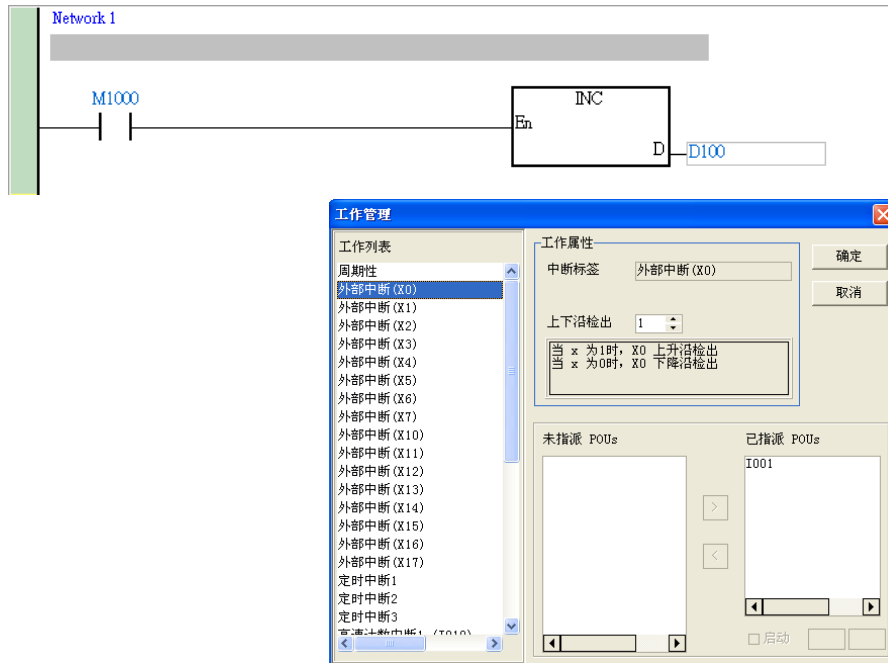 Network 1
M1000
INC
En
D
D100
工作管理
工作列表
周期性
外部中断(X0)
外部中断(X1)
外部中断(X2)
外部中断(X3)
外部中断(X4)
外部中断(X5)
外部中断(X6)
外部中断(X7)
外部中断(X10)
外部中断(X11)
外部中断(X12)
外部中断(X13)
外部中断(X14)
外部中断(X15)
外部中断(X16)
外部中断(X17)
定时中断1
定时中断2
定时中断3
高速计数中断1 (I010)
工作属性
中断标签
外部中断(X0)
上下沿检出
1
当 x 为1时, X0 上升沿检出
当 x 为0时, X0 下降沿检出
确定
取消
未指派 POUs
已指派 POUs
I001
>
<
启动